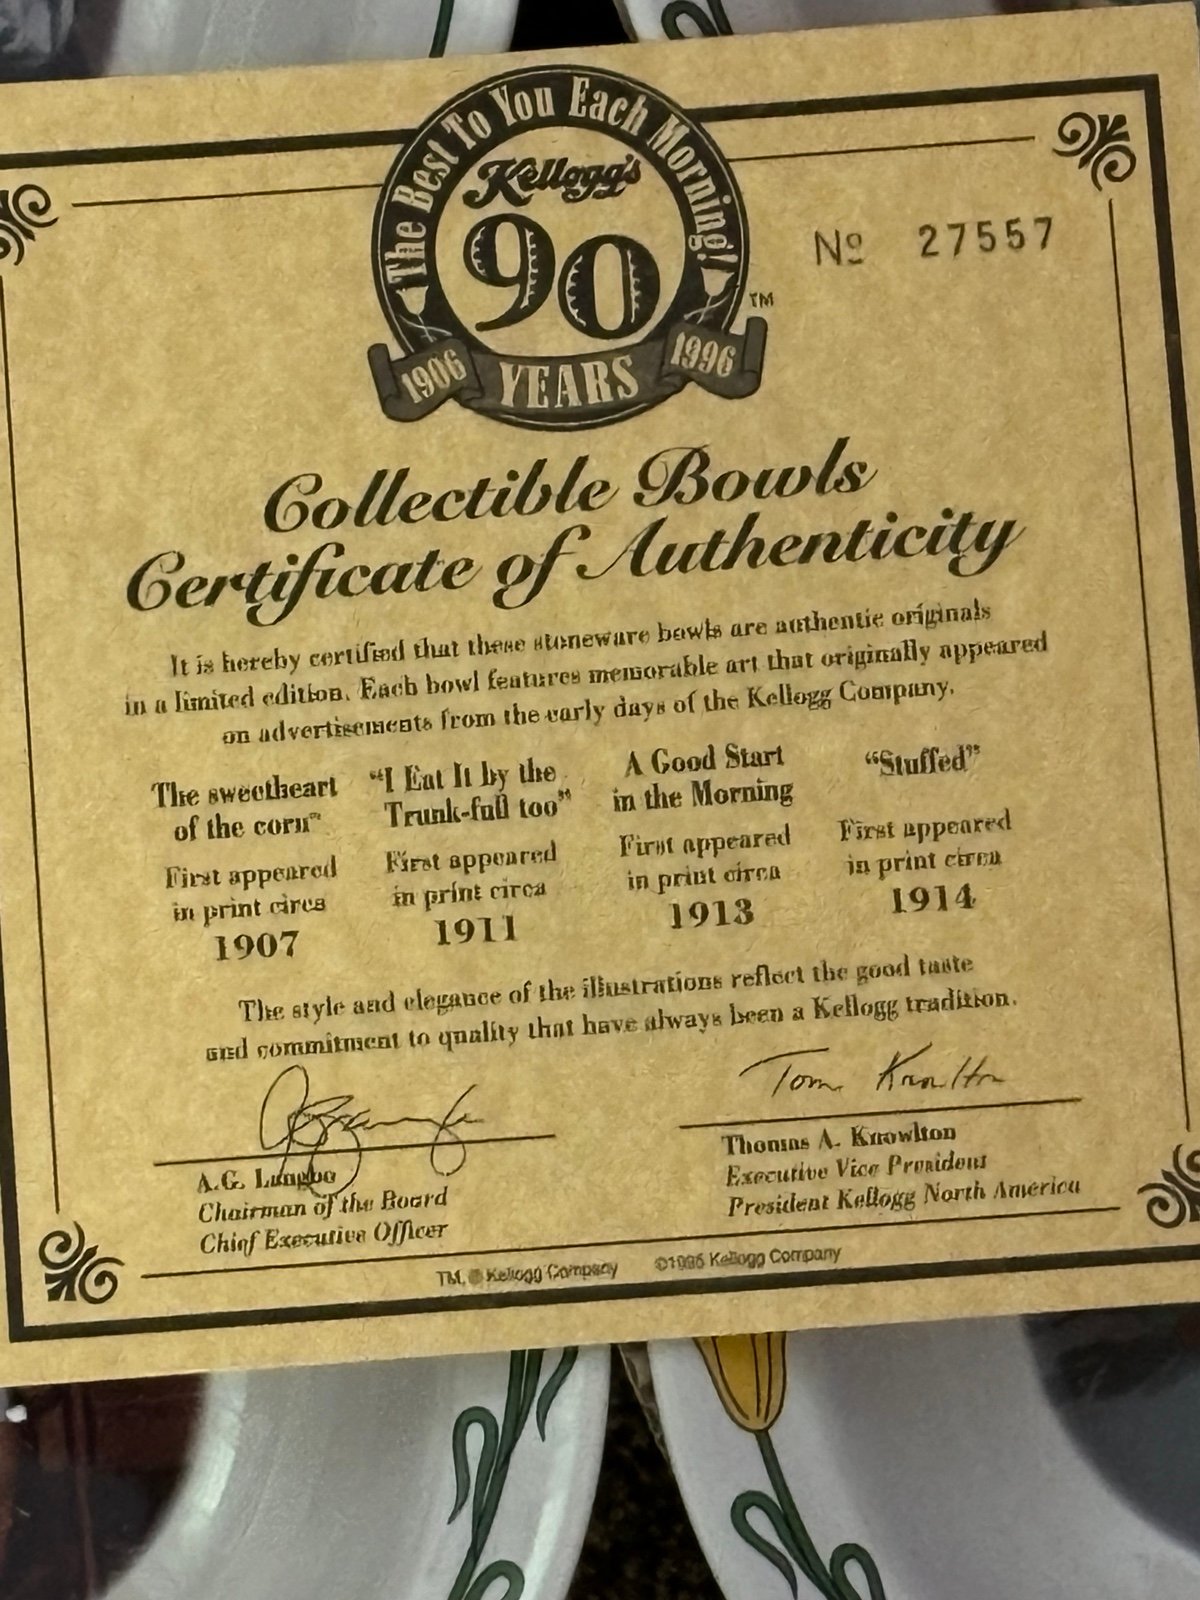 The Best To You Each Morning!
Kellogg's
90
TM
1906 YEARS 1996
Nº 27557
Collectible Bowls
Certificate of Authenticity
It is hereby certified that these stoneware bowls are authentic originals
in a limited edition. Each bowl features memorable art that originally appeared
on advertisements from the early days of the Kellogg Company.
The sweetheart
of the corn"
First appeared
in print circa
1907
"I Eat It by the
Trunk-full too"
First appeared
in print circa
1911
A Good Start
in the Morning
First appeared
in print circa
1913
"Stuffed"
First appeared
in print circa
1914
The style and elegance of the illustrations reflect the good taste
and commitment to quality that have always been a Kellogg tradition.
Tom Knowlton
A.G. Langbo
Chairman of the Board
Chief Executive Officer
Thomas A. Knowlton
Executive Vice President
President Kellogg North America
TM, ® Kellogg Company ©1995 Kellogg Company